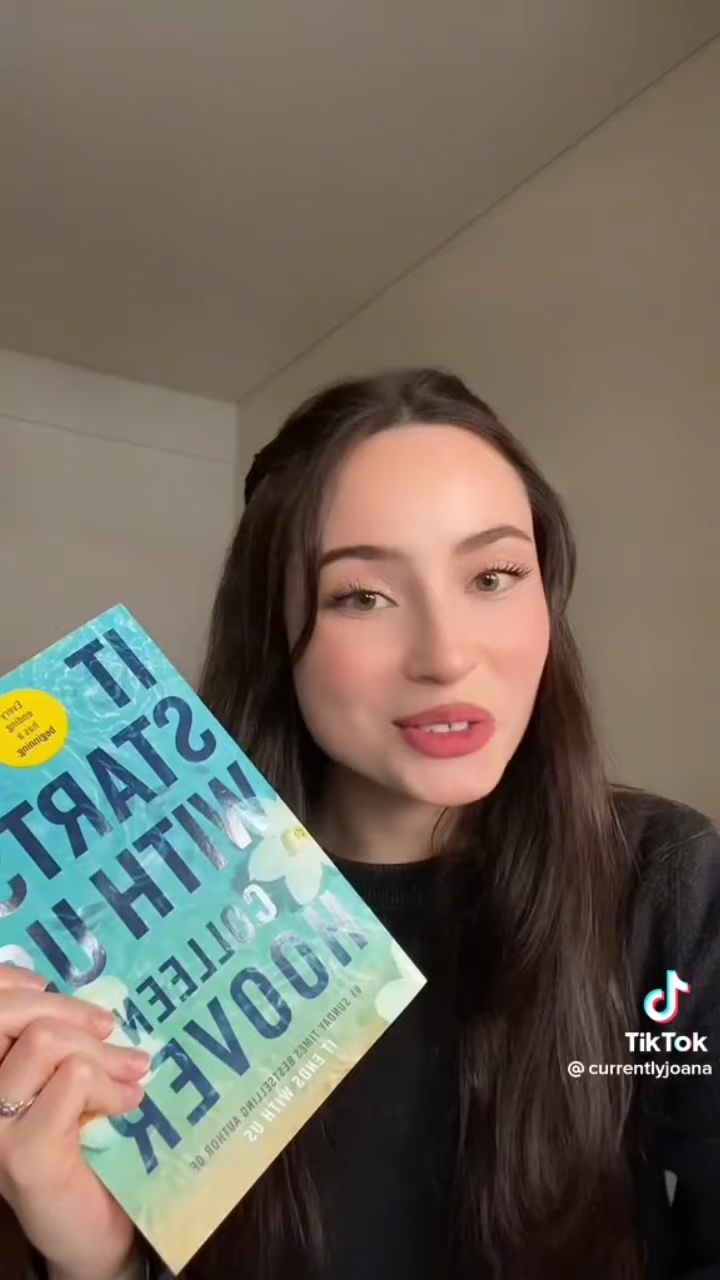 IT
STARTS
WITH U
COLLEEN
HOOVER
#1 SUNDAY TIMES BESTSELLING AUTHOR OF
IT ENDS WITH US
Every
ending
has a
beginning
TikTok
@ currentlyjoana